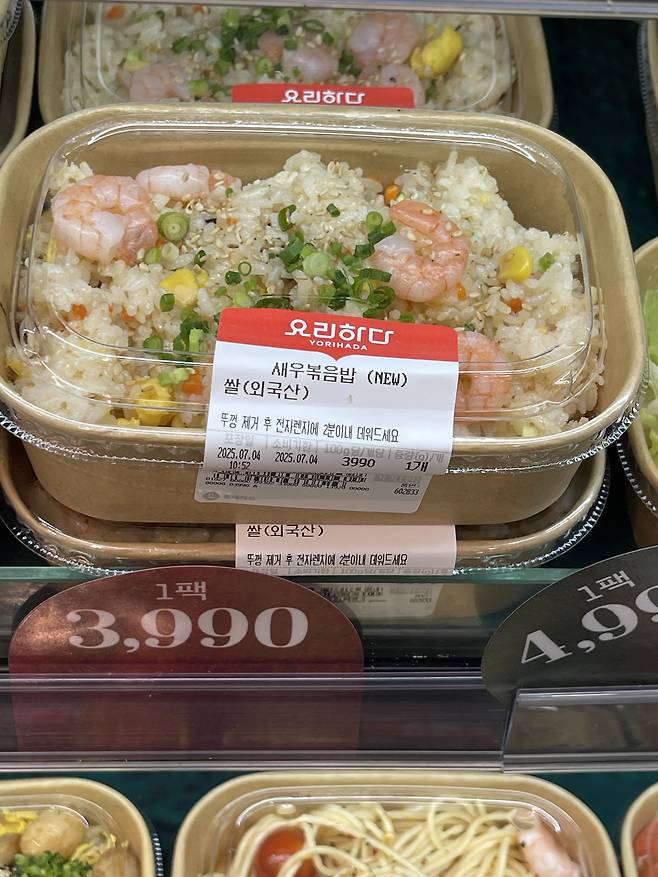 요리하다
요리하다
YORIHADA
새우볶음밥 (NEW)
쌀(외국산)
뚜껑 제거 후 전자렌지에 2분이내 데워드세요
포장일 소비기한 100g당/개당 중량(g)/개
2025.07.04 2025.07.04 3990 1개
10:52
602833
쌀(외국산)
뚜껑 제거 후 전자렌지에 2분이내 데워드세요
1팩
3,990
1팩
4,99